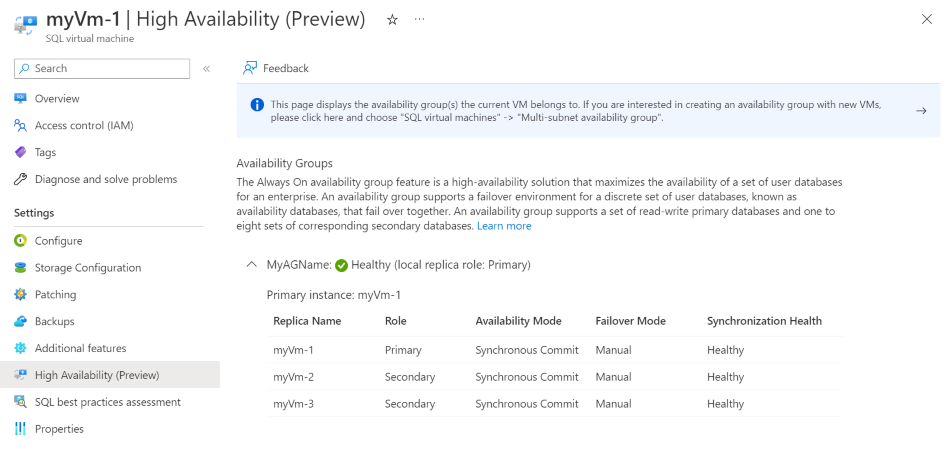 myVm-1 | High Availability (Preview)
SQL virtual machine
Search
Overview
Access control (IAM)
Tags
Diagnose and solve problems
Settings
Configure
Storage Configuration
Patching
Backups
Additional features
High Availability (Preview)
SQL best practices assessment
Properties
Feedback
This page displays the availability group(s) the current VM belongs to. If you are interested in creating an availability group with new VMs,
please click here and choose "SQL virtual machines" -> "Multi-subnet availability group".
Availability Groups
The Always On availability group feature is a high-availability solution that maximizes the availability of a set of user databases
for an enterprise. An availability group supports a failover environment for a discrete set of user databases, known as
availability databases, that fail over together. An availability group supports a set of read-write primary databases and one to
eight sets of corresponding secondary databases. Learn more
MyAGName: Healthy (local replica role: Primary)
Primary instance: myVm-1
Replica Name Role Availability Mode Failover Mode Synchronization Health
myVm-1 Primary Synchronous Commit Manual Healthy
myVm-2 Secondary Synchronous Commit Manual Healthy
myVm-3 Secondary Synchronous Commit Manual Healthy